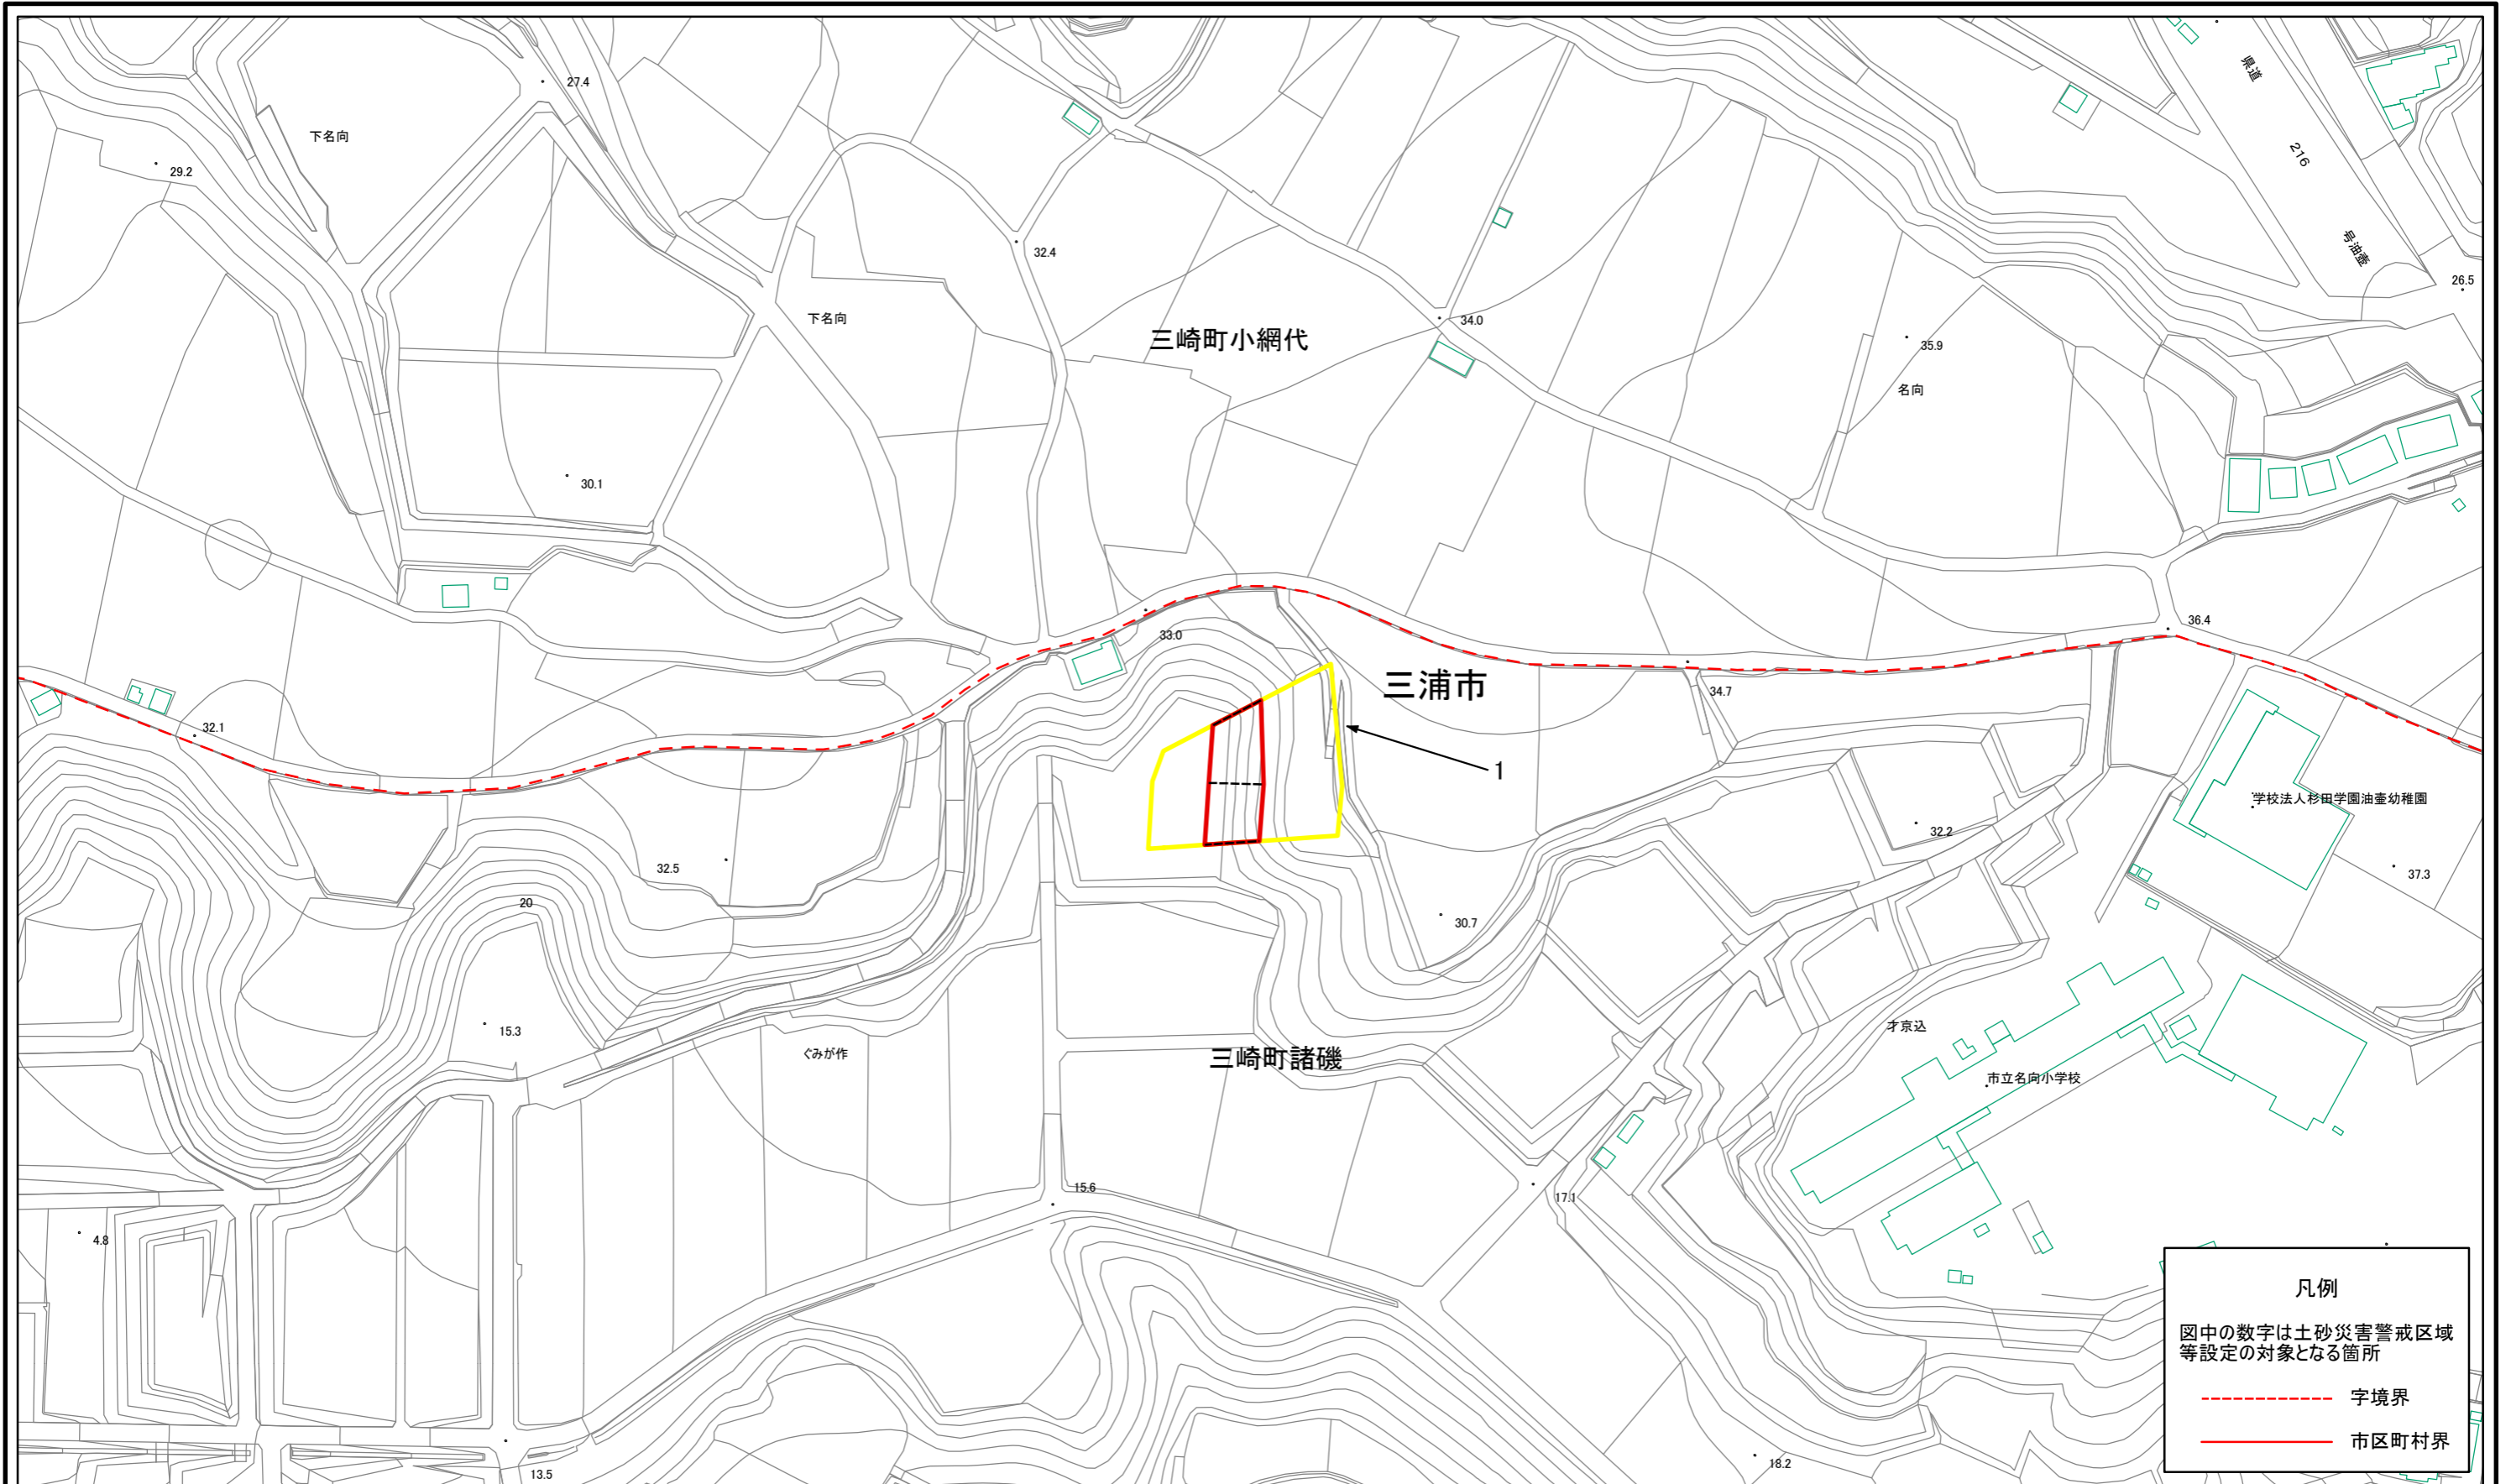 県道
27.4
下名向
216
29.2
号油壺
32.4
26.5
下名向
34.0
三崎町小網代
35.9
名向
30.1
36.4
33.0
三浦市
34.7
32.1
1
学校法人杉田学園油壷幼稚園
32.2
32.5
37.3
20
30.7
15.3
才京込
ぐみが作
三崎町諸磯
市立名向小学校
15.6
17.1
4.8
凡例
図中の数字は土砂災害警戒区域
等設定の対象となる箇所
字境界
市区町村界
18.2
13.5